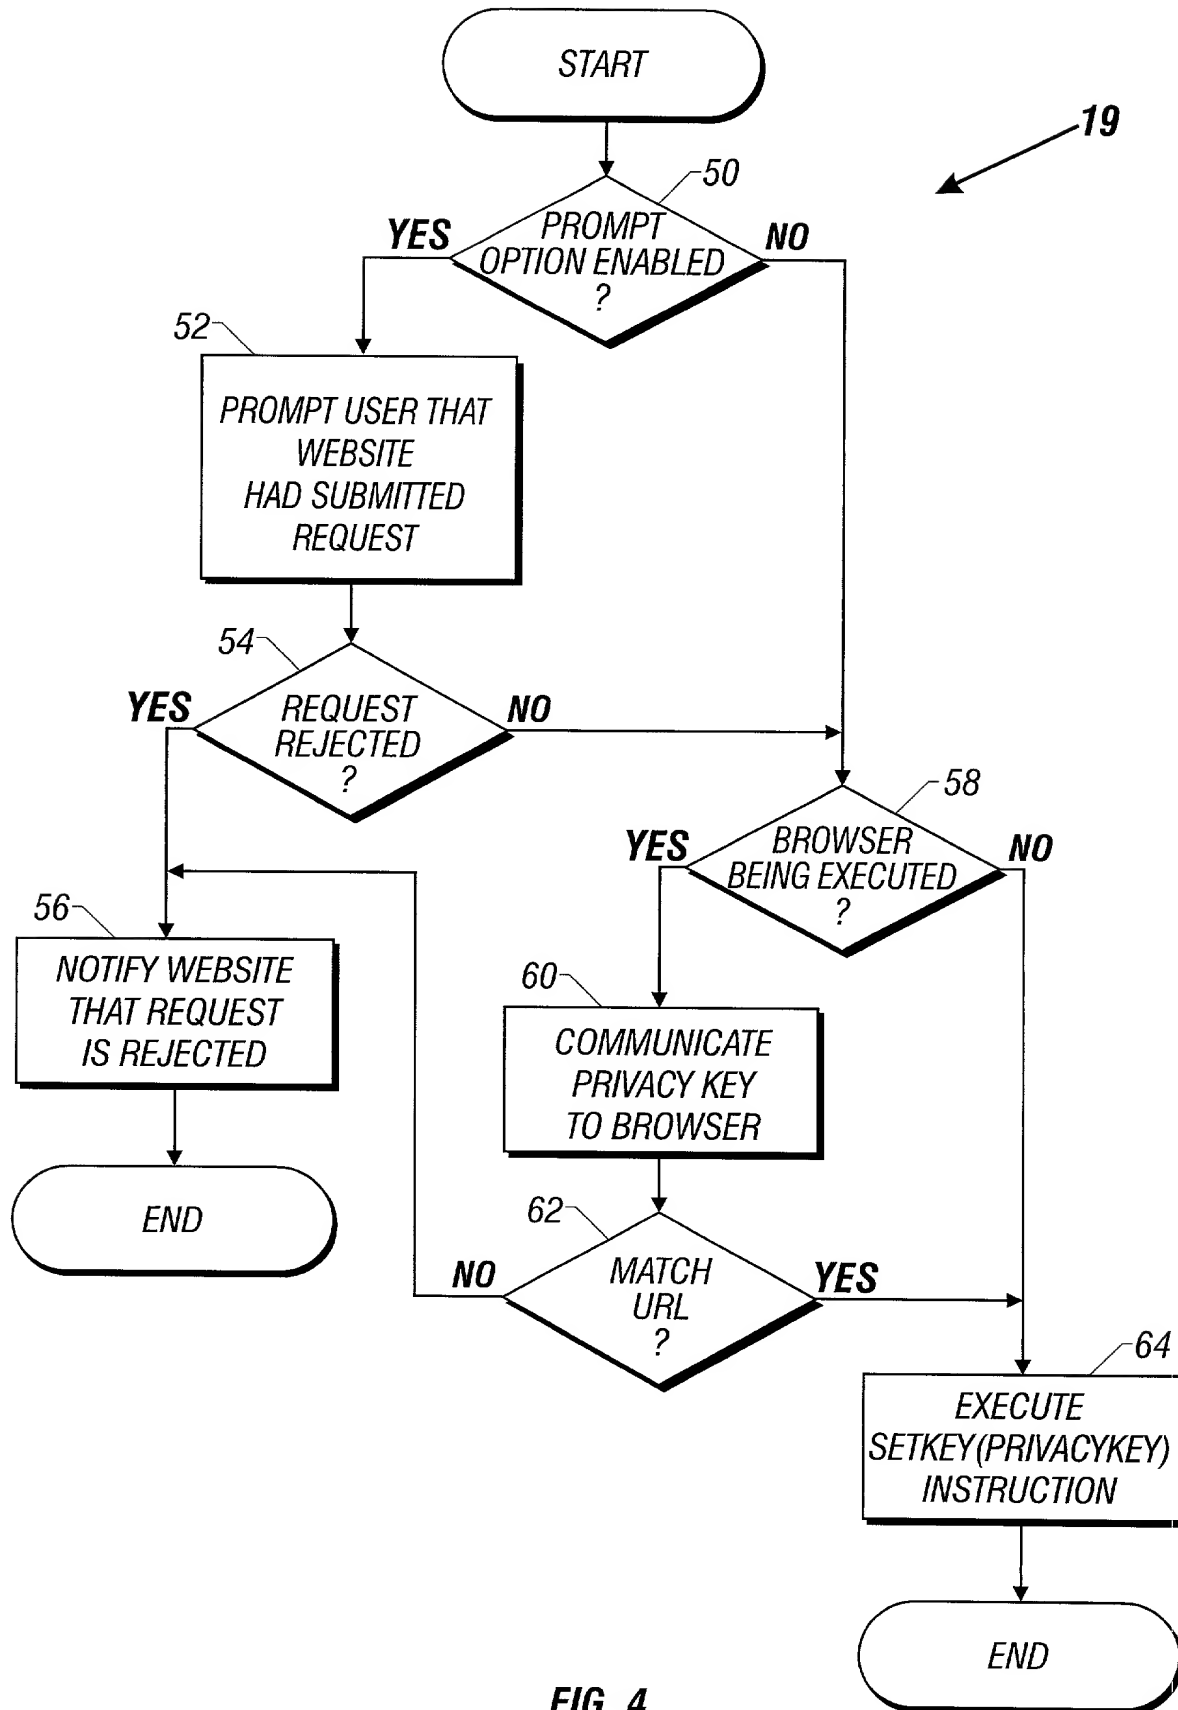 START
19
50
PROMPT
OPTION ENABLED
?
YES
NO
52
PROMPT USER THAT
WEBSITE
HAD SUBMITTED
REQUEST
54
REQUEST
REJECTED
?
YES
NO
58
BROWSER
BEING EXECUTED
?
YES
NO
56
NOTIFY WEBSITE
THAT REQUEST
IS REJECTED
END
60
COMMUNICATE
PRIVACY KEY
TO BROWSER
62
MATCH
URL
?
NO
YES
64
EXECUTE
SETKEY(PRIVACYKEY)
INSTRUCTION
END
FIG. 4